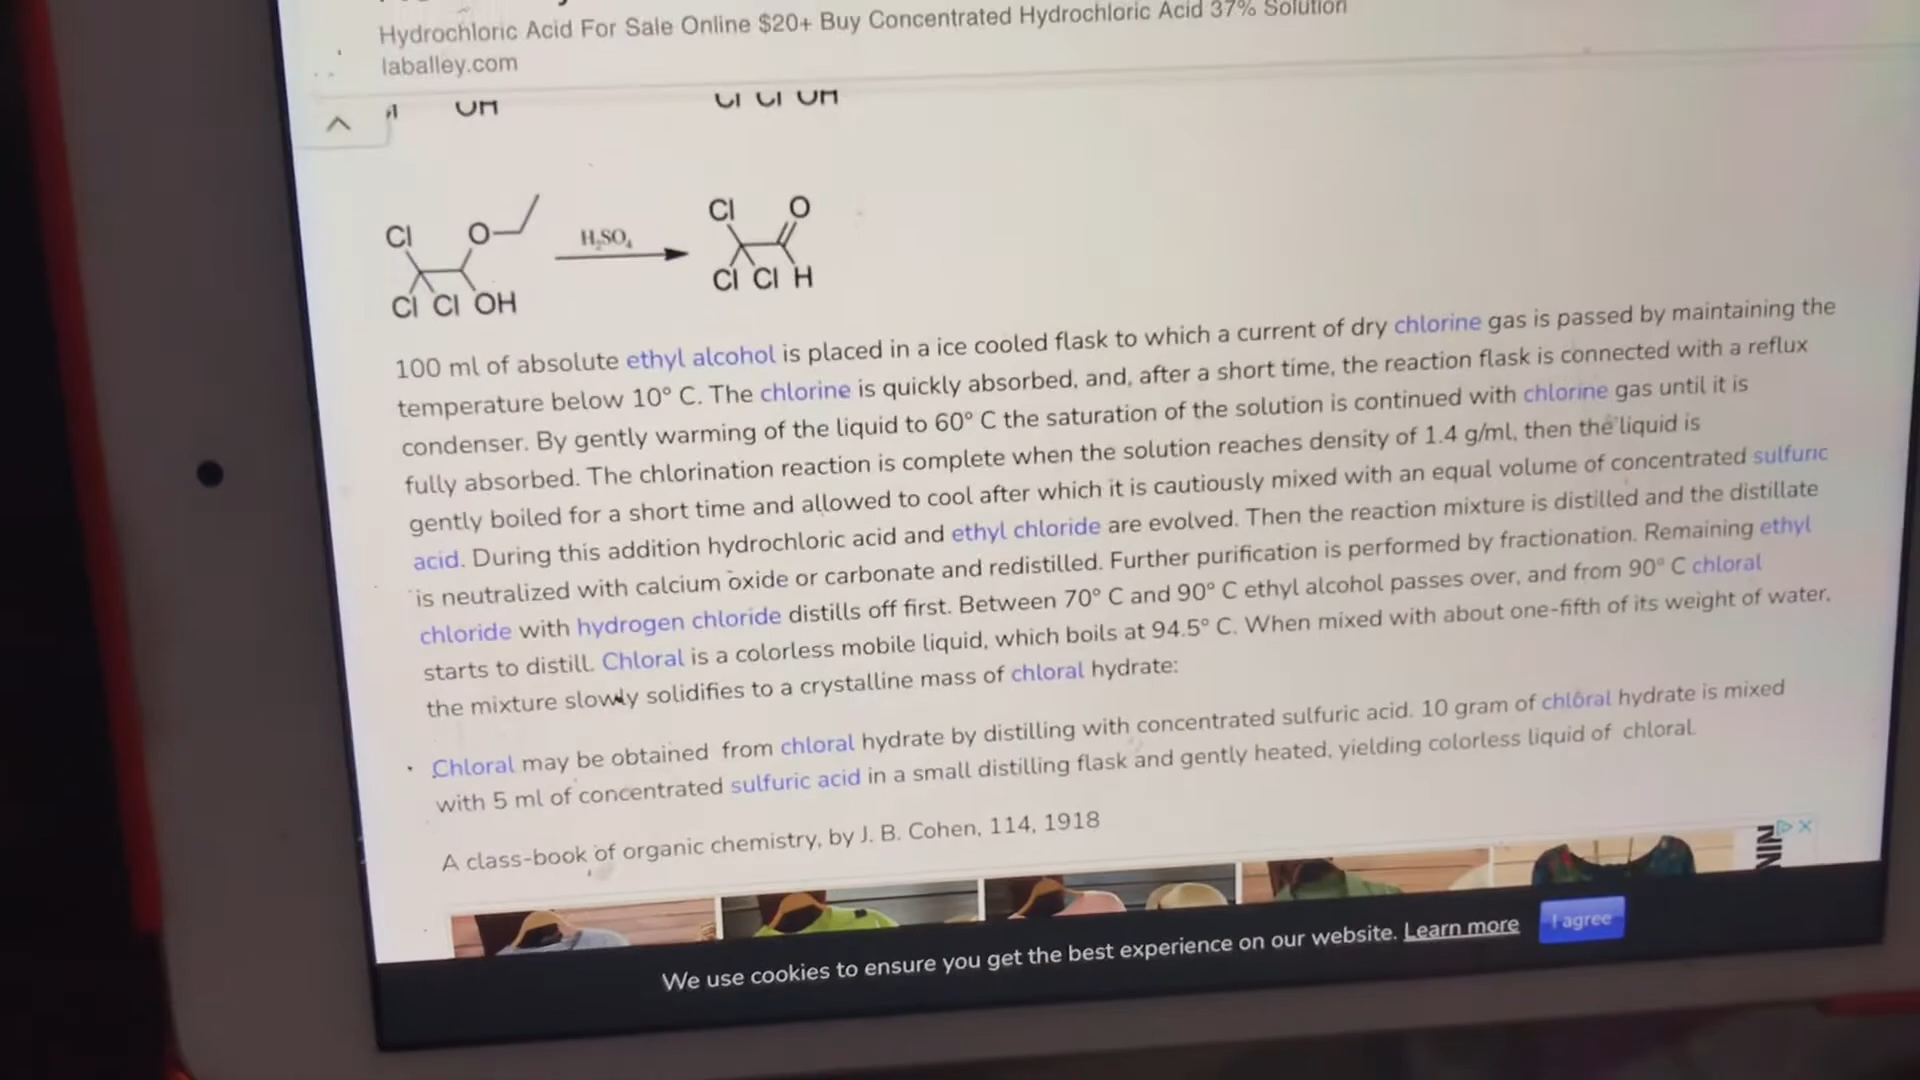 Hydrochloric Acid For Sale Online $20+ Buy Concentrated Hydrochloric Acid 37% Solution
laballey.com
OH
Cl Cl OH
Cl O
Cl Cl OH
H₂SO₄
Cl O
Cl Cl H
100 ml of absolute ethyl alcohol is placed in a ice cooled flask to which a current of dry chlorine gas is passed by maintaining the
temperature below 10° C. The chlorine is quickly absorbed, and, after a short time, the reaction flask is connected with a reflux
condenser. By gently warming of the liquid to 60° C the saturation of the solution is continued with chlorine gas until it is
fully absorbed. The chlorination reaction is complete when the solution reaches density of 1.4 g/ml, then the liquid is
gently boiled for a short time and allowed to cool after which it is cautiously mixed with an equal volume of concentrated sulfuric
acid. During this addition hydrochloric acid and ethyl chloride are evolved. Then the reaction mixture is distilled and the distillate
is neutralized with calcium oxide or carbonate and redistilled. Further purification is performed by fractionation. Remaining ethyl
chloride with hydrogen chloride distills off first. Between 70° C and 90° C ethyl alcohol passes over, and from 90° C chloral
starts to distill. Chloral is a colorless mobile liquid, which boils at 94.5° C. When mixed with about one-fifth of its weight of water,
the mixture slowly solidifies to a crystalline mass of chloral hydrate:
Chloral may be obtained from chloral hydrate by distilling with concentrated sulfuric acid. 10 gram of chloral hydrate is mixed
with 5 ml of concentrated sulfuric acid in a small distilling flask and gently heated, yielding colorless liquid of chloral.
A class-book of organic chemistry, by J. B. Cohen, 114, 1918
NIN
We use cookies to ensure you get the best experience on our website. Learn more I agree